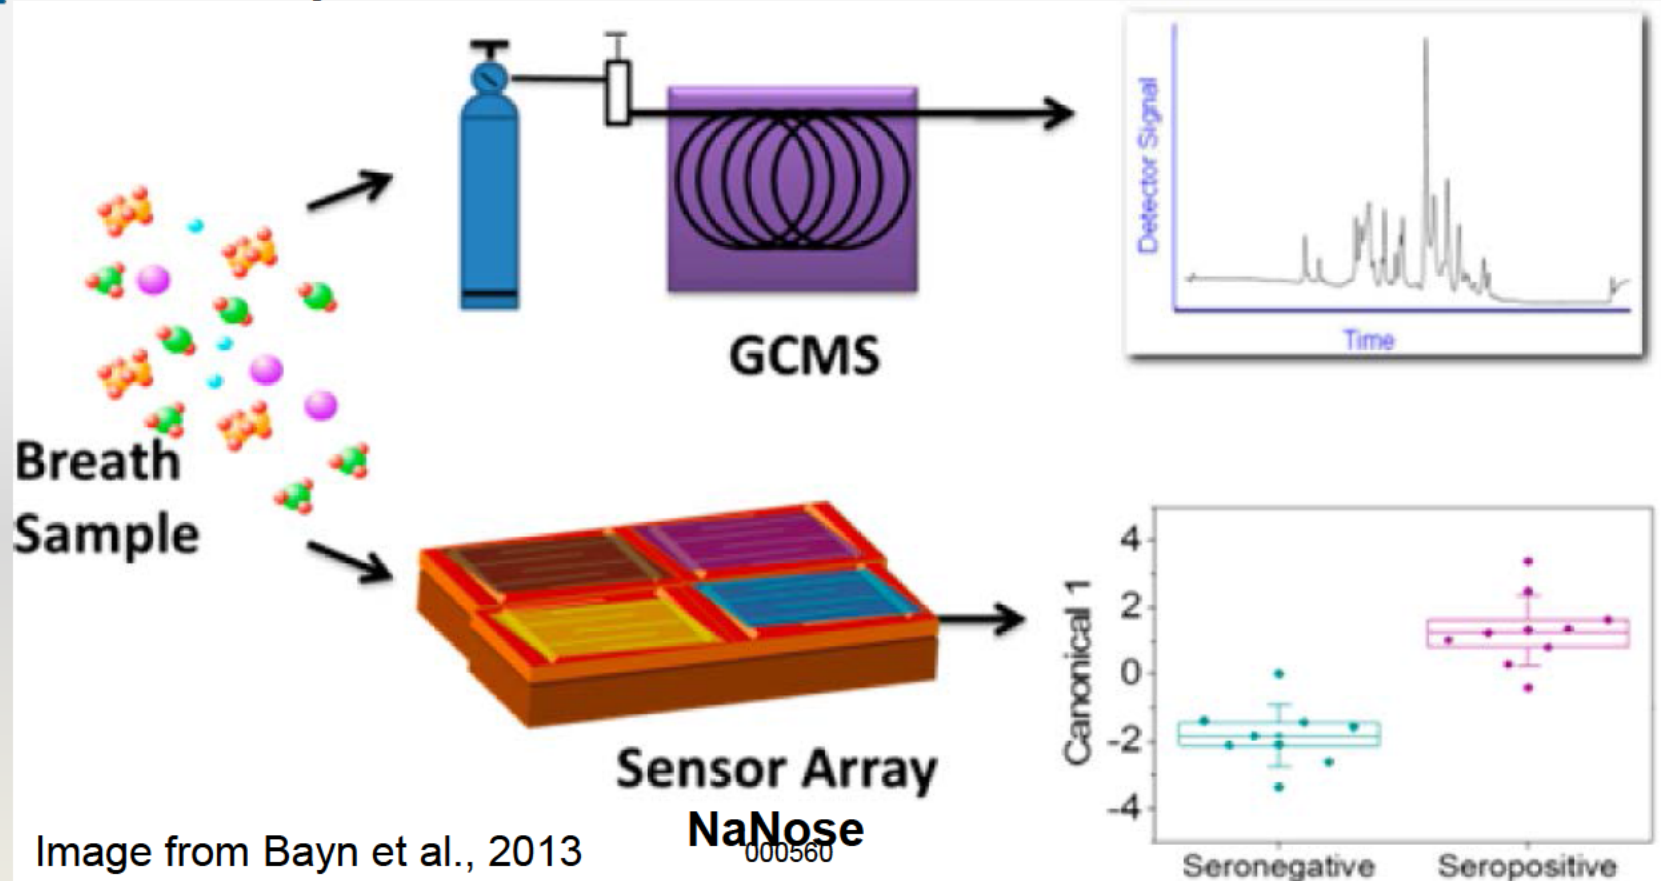 GCMS
Detector Signal
Time
Breath
Sample
Sensor Array
NaNose
000560
Image from Bayn et al., 2013
Canonical 1
4
2
0
-2
-4
Seronegative
Seropositive